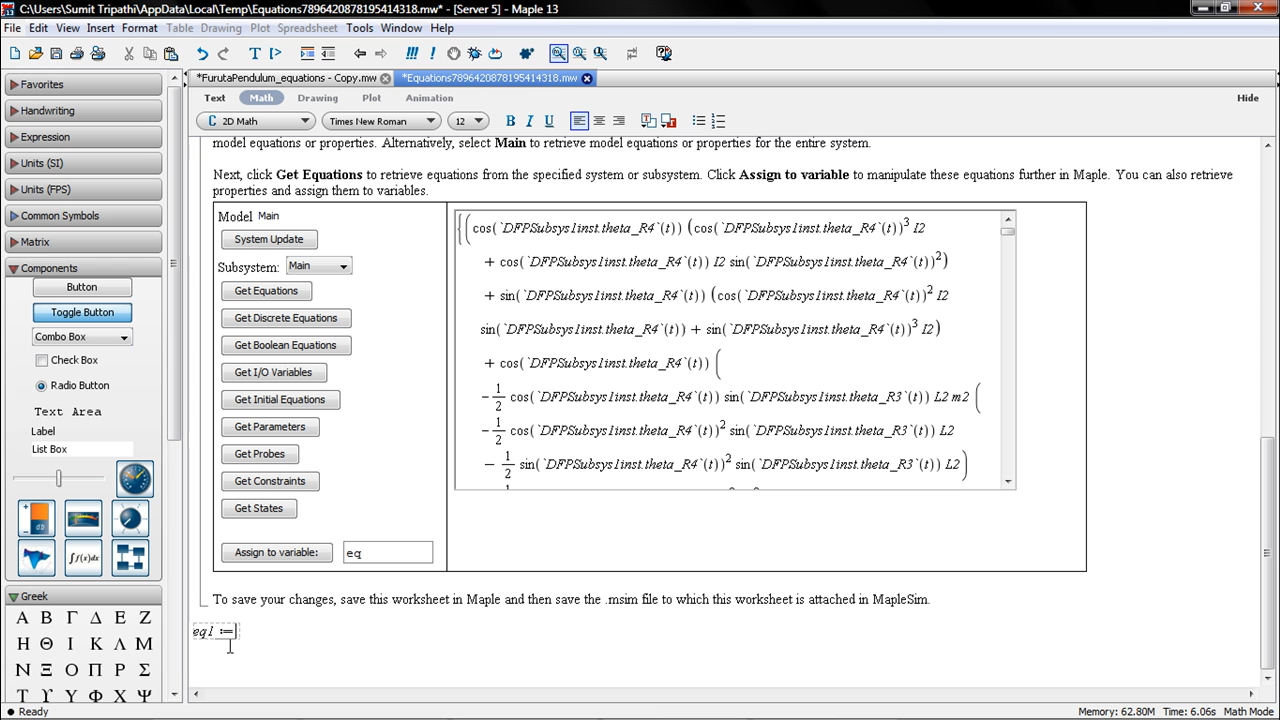 C:\Users\Sumit Tripathi\AppData\Local\Temp\Equations7896420878195414318.mw* - [Server 5] - Maple 13
File Edit View Insert Format Table Drawing Plot Spreadsheet Tools Window Help
Favorites
Handwriting
Expression
Units (SI)
Units (FPS)
Common Symbols
Matrix
Components
Button
Toggle Button
Combo Box
Check Box
Radio Button
Text Area
Label
List Box
Greek
Α Β Γ Δ Ε Ζ
Η Θ Ι Κ Λ Μ
Ν Ξ Ο Π Ρ Σ
Τ Υ Φ Χ Ψ
*FurutaPendulum_equations - Copy.mw *Equations7896420878195414318.mw
Text Math Drawing Plot Animation Hide
C 2D Math Times New Roman 12 B I U
model equations or properties. Alternatively, select Main to retrieve model equations or properties for the entire system.
Next, click Get Equations to retrieve equations from the specified system or subsystem. Click Assign to variable to manipulate these equations further in Maple. You can also retrieve
properties and assign them to variables.
Model Main
System Update
Subsystem: Main
Get Equations
Get Discrete Equations
Get Boolean Equations
Get I/O Variables
Get Initial Equations
Get Parameters
Get Probes
Get Constraints
Get States
Assign to variable: eq
{(cos(`DFPSubsys1inst.theta_R4`(t)) (cos(`DFPSubsys1inst.theta_R4`(t))³ I2
+ cos(`DFPSubsys1inst.theta_R4`(t)) I2 sin(`DFPSubsys1inst.theta_R4`(t))²)
+ sin(`DFPSubsys1inst.theta_R4`(t)) (cos(`DFPSubsys1inst.theta_R4`(t))² I2
sin(`DFPSubsys1inst.theta_R4`(t)) + sin(`DFPSubsys1inst.theta_R4`(t))³ I2)
+ cos(`DFPSubsys1inst.theta_R4`(t)) (
-1/2 cos(`DFPSubsys1inst.theta_R4`(t)) sin(`DFPSubsys1inst.theta_R3`(t)) L2 m2 (
-1/2 cos(`DFPSubsys1inst.theta_R4`(t))² sin(`DFPSubsys1inst.theta_R3`(t)) L2
- 1/2 sin(`DFPSubsys1inst.theta_R4`(t))² sin(`DFPSubsys1inst.theta_R3`(t)) L2)
To save your changes, save this worksheet in Maple and then save the .msim file to which this worksheet is attached in MapleSim.
eq1 :=
Ready Memory: 62.80M Time: 6.06s Math Mode